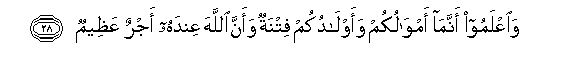 وَٱعْلَمُوٓا۟ أَنَّمَآ أَمْوَٰلُكُمْ وَأَوْلَـٰدُكُمْ فِتْنَةٌ وَأَنَّ ٱللَّهَ عِندَهُۥٓ أَجْرٌ عَظِيمٌ ٢٨